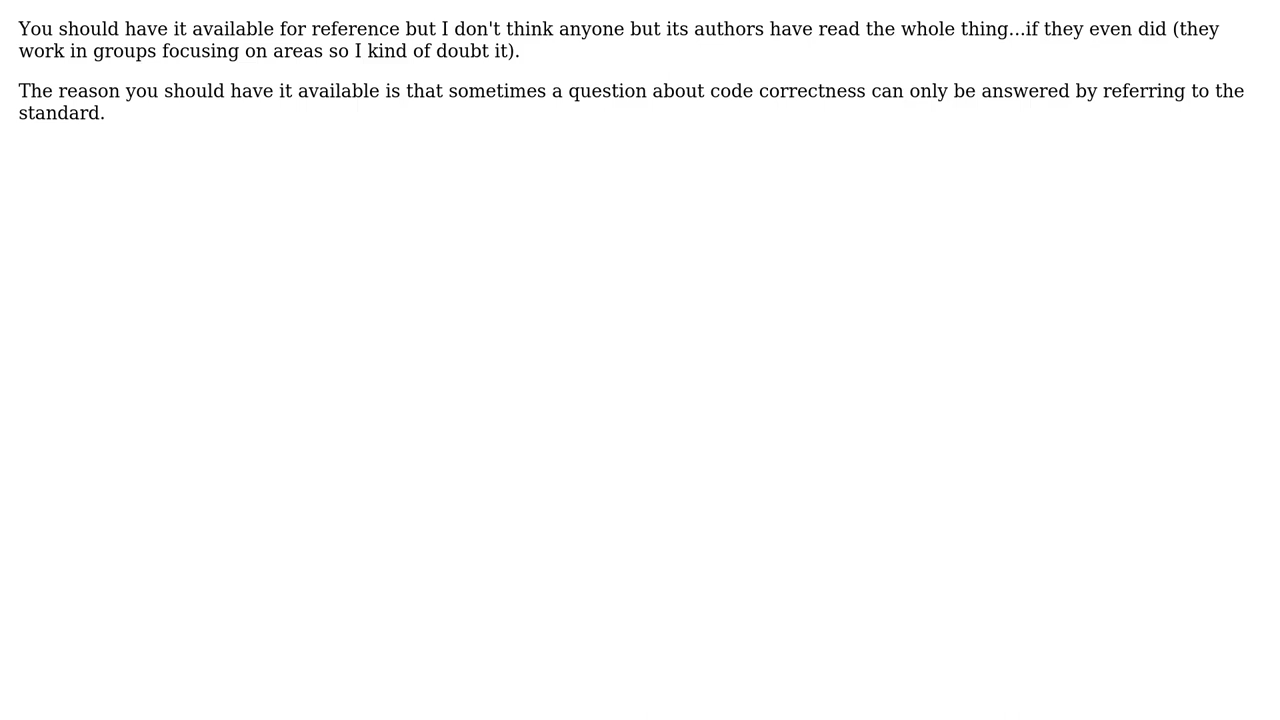 You should have it available for reference but I don't think anyone but its authors have read the whole thing...if they even did (they
work in groups focusing on areas so I kind of doubt it).
The reason you should have it available is that sometimes a question about code correctness can only be answered by referring to the
standard.